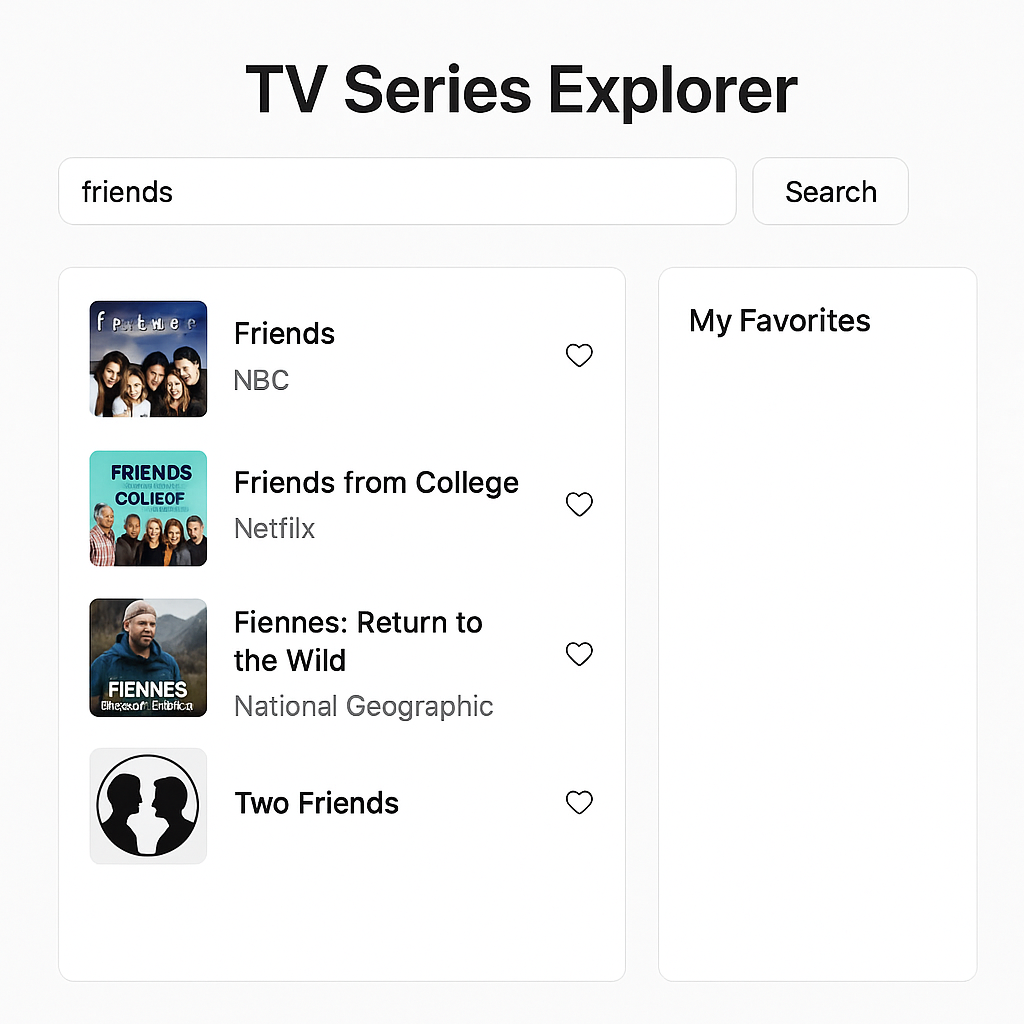 TV Series Explorer
friends
Search
Friends
NBC
My Favorites
FRIENDS
COLIEOF
Friends from College
Netfilx
Fiennes: Return to
the Wild
National Geographic
FIENNES
Two Friends